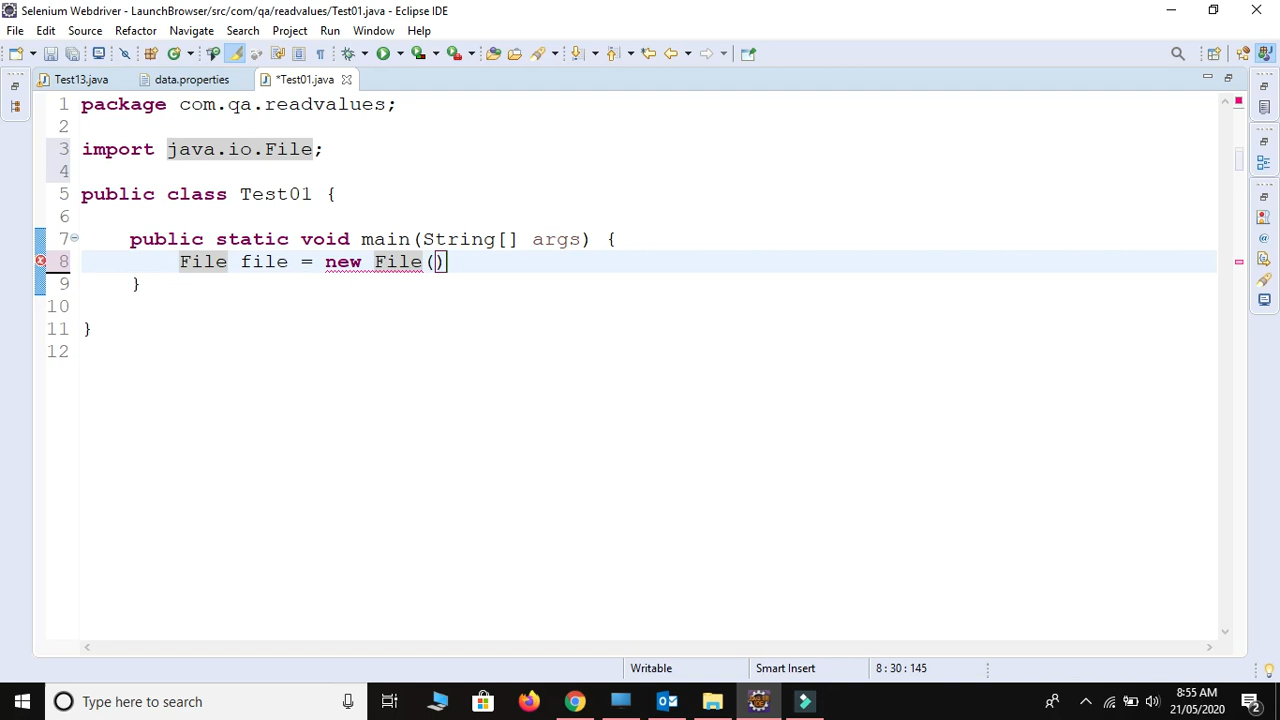 Selenium Webdriver - LaunchBrowser/src/com/qa/readvalues/Test01.java - Eclipse IDE
File Edit Source Refactor Navigate Search Project Run Window Help
Test13.java data.properties *Test01.java
1 package com.qa.readvalues;
2
3 import java.io.File;
4
5 public class Test01 {
6
7 public static void main(String[] args) {
8 File file = new File()
9 }
10
11 }
12
Writable Smart Insert 8 : 30 : 145
Type here to search
8:55 AM
21/05/2020
2